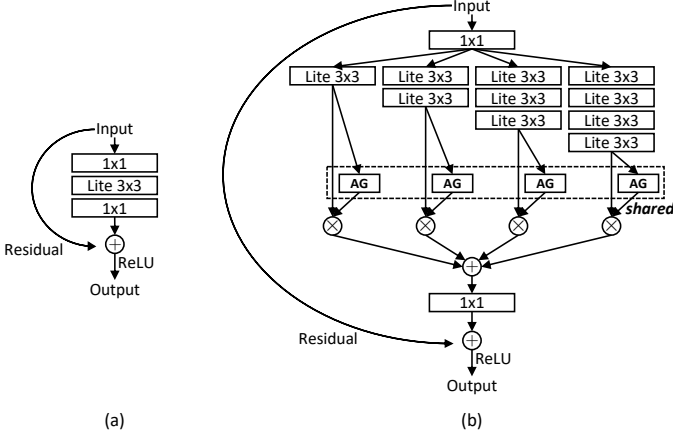 Input
1x1
Lite 3x3
1x1
Residual
ReLU
Output
(a)
Input
1x1
Lite 3x3 Lite 3x3 Lite 3x3 Lite 3x3
Lite 3x3 Lite 3x3 Lite 3x3
Lite 3x3 Lite 3x3
Lite 3x3
AG AG AG AG
shared
1x1
Residual
ReLU
Output
(b)